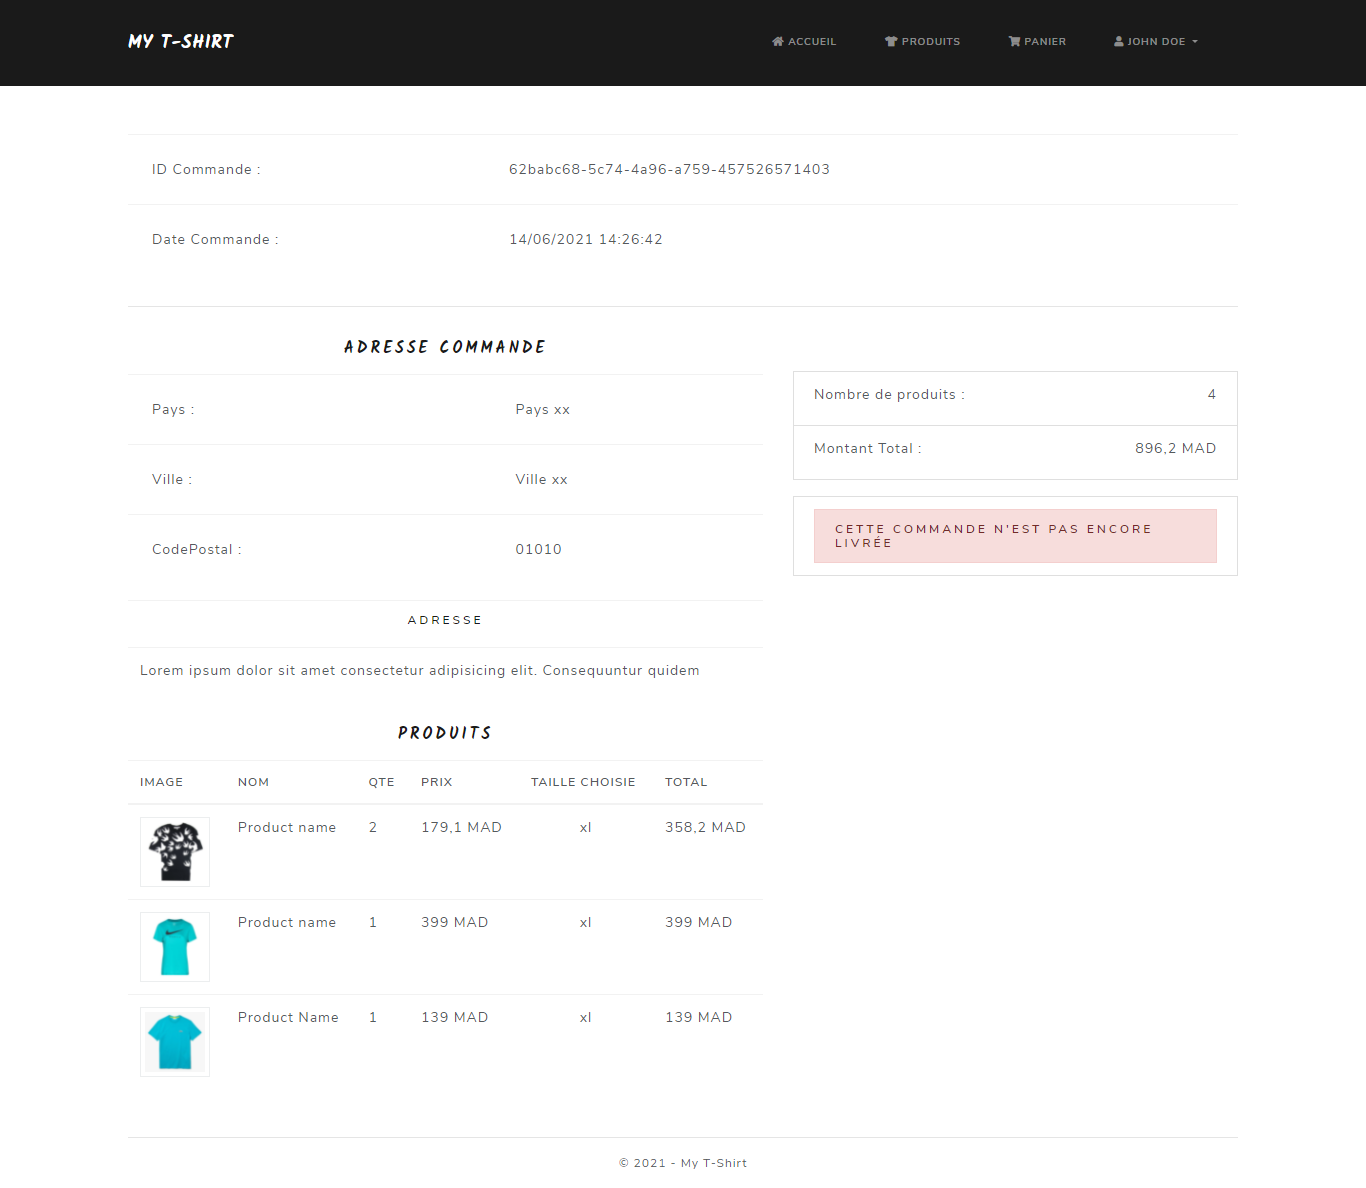 MY T-SHIRT
ACCUEIL PRODUITS PANIER JOHN DOE
ID Commande : 62babc68-5c74-4a96-a759-457526571403
Date Commande : 14/06/2021 14:26:42
ADRESSE COMMANDE
Pays : Pays xx
Ville : Ville xx
CodePostal : 01010
ADRESSE
Lorem ipsum dolor sit amet consectetur adipisicing elit. Consequuntur quidem
Nombre de produits : 4
Montant Total : 896,2 MAD
CETTE COMMANDE N'EST PAS ENCORE
LIVRÉE
PRODUITS
IMAGE NOM QTE PRIX TAILLE CHOISIE TOTAL
Product name 2 179,1 MAD xl 358,2 MAD
Product name 1 399 MAD xl 399 MAD
Product Name 1 139 MAD xl 139 MAD
© 2021 - My T-Shirt